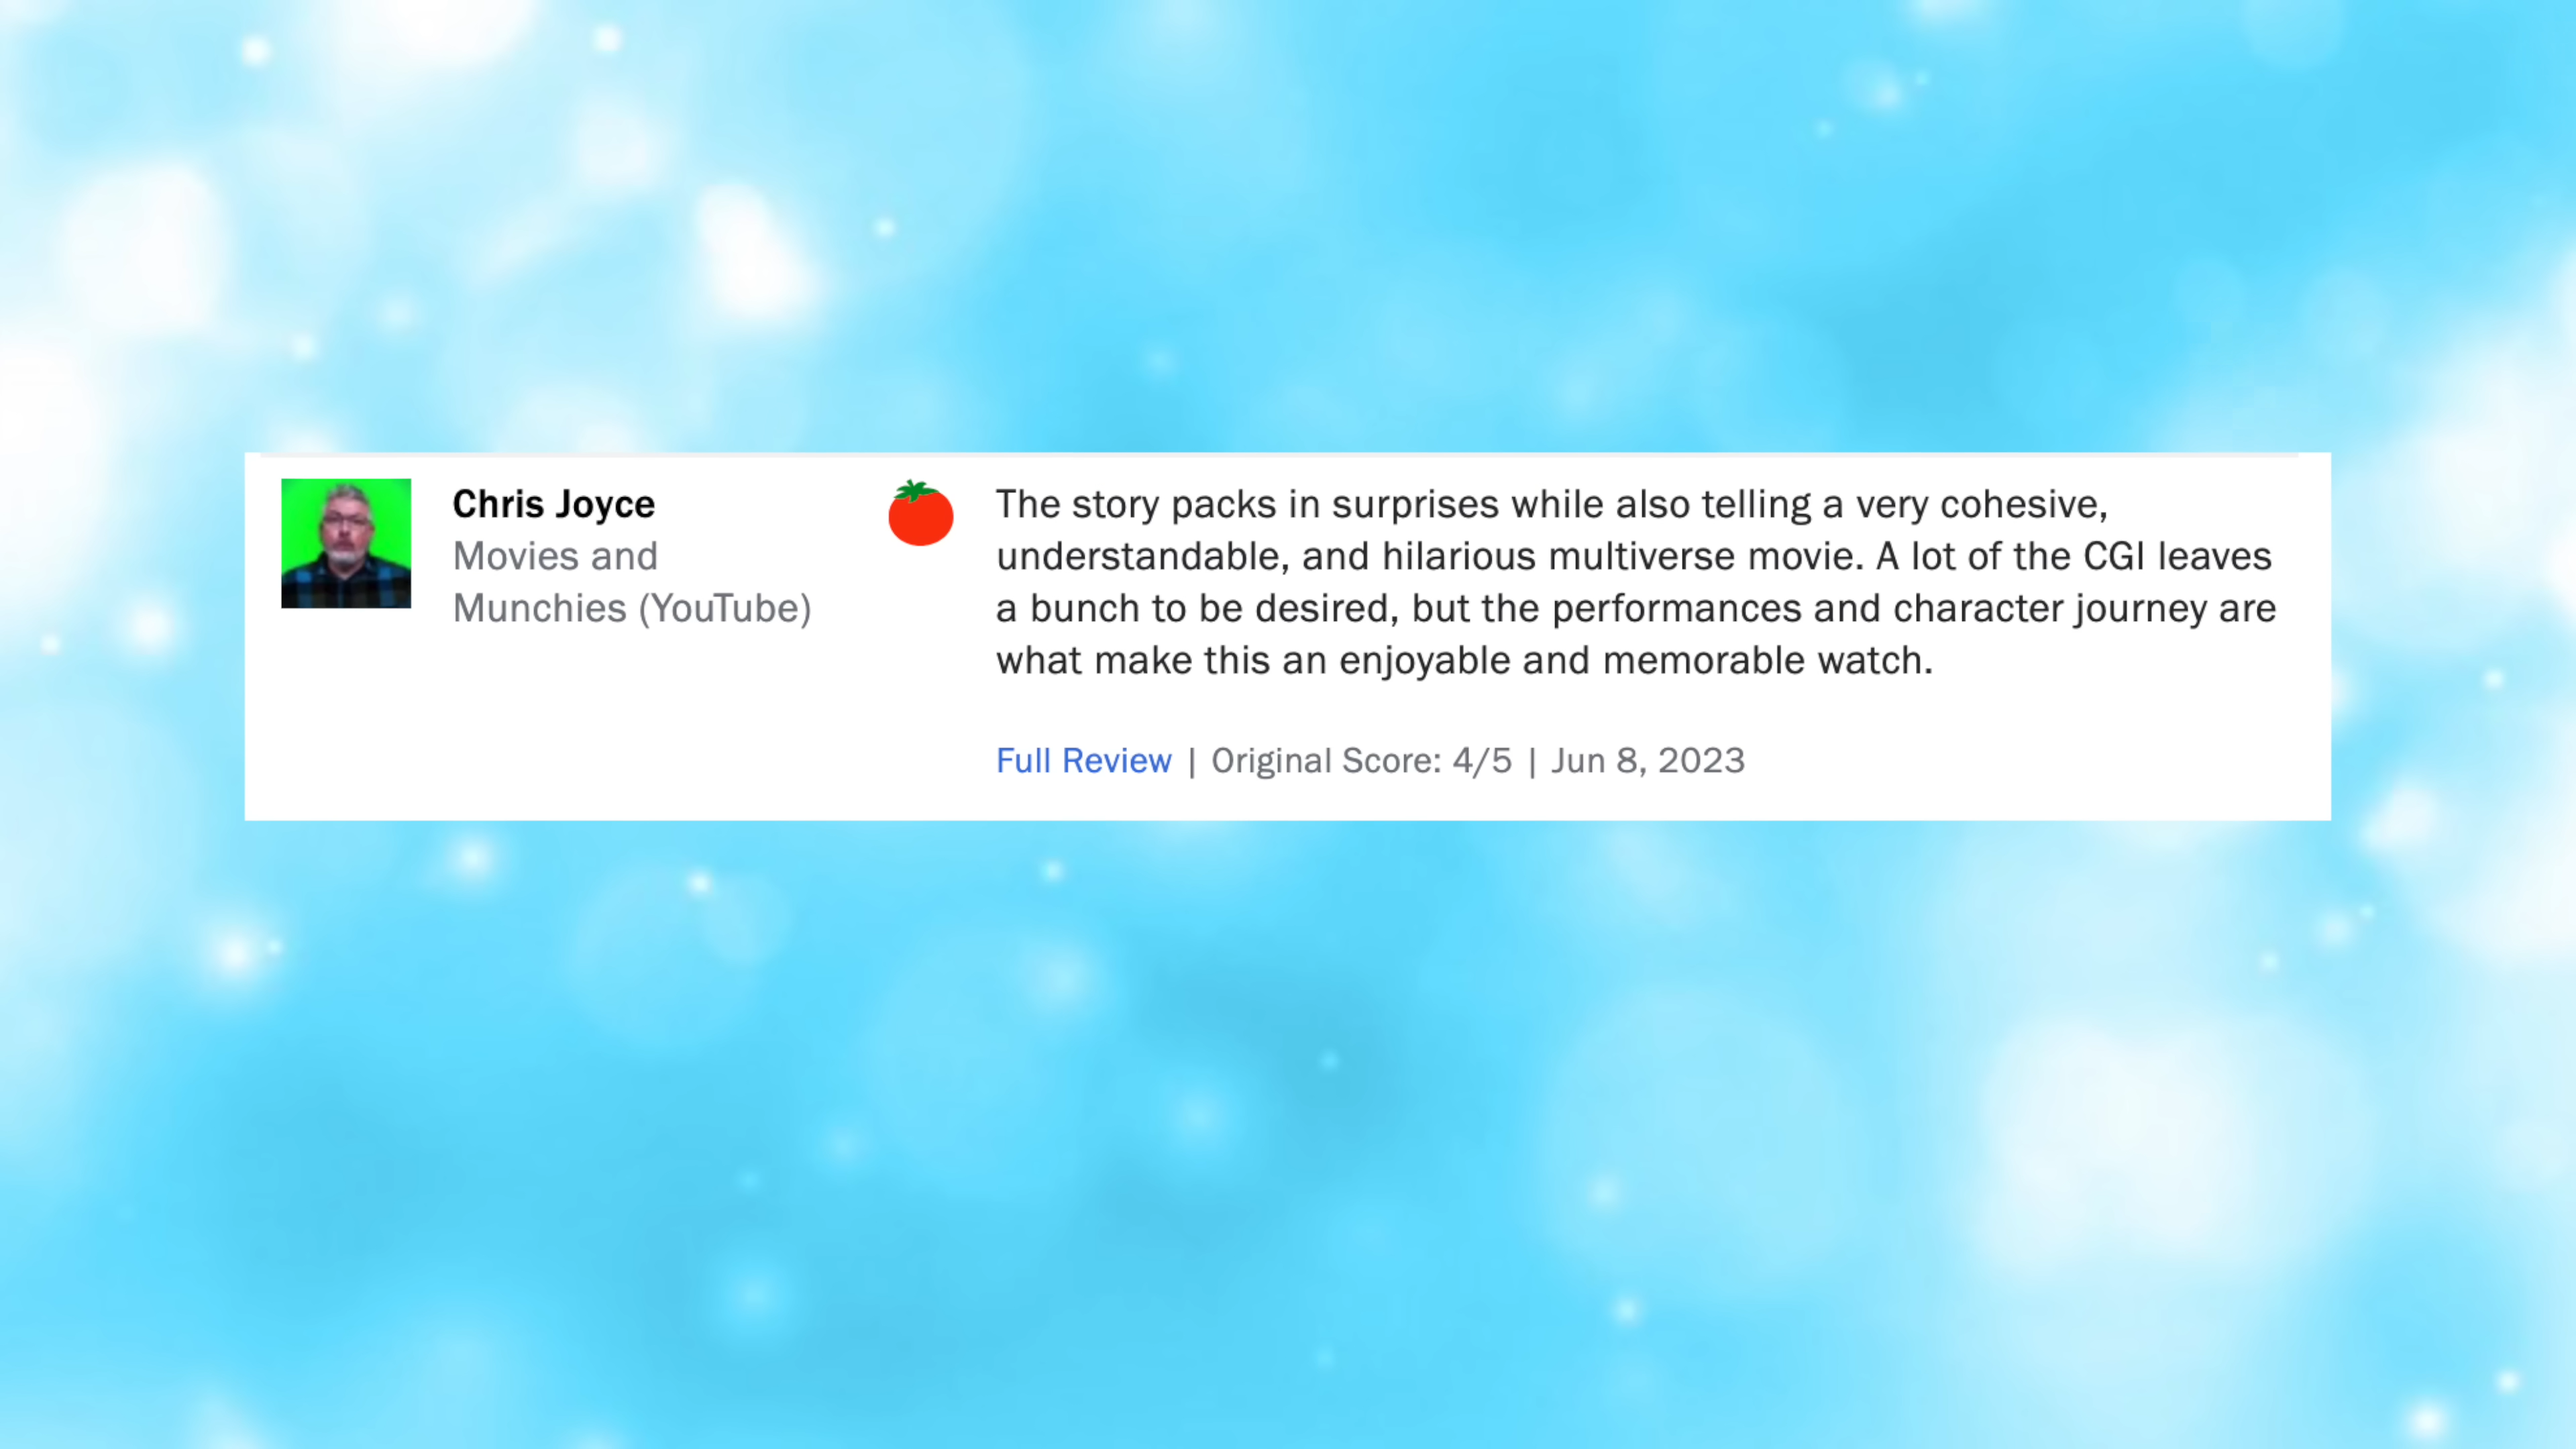 Chris Joyce
Movies and
Munchies (YouTube)
The story packs in surprises while also telling a very cohesive,
understandable, and hilarious multiverse movie. A lot of the CGI leaves
a bunch to be desired, but the performances and character journey are
what make this an enjoyable and memorable watch.
Full Review | Original Score: 4/5 | Jun 8, 2023